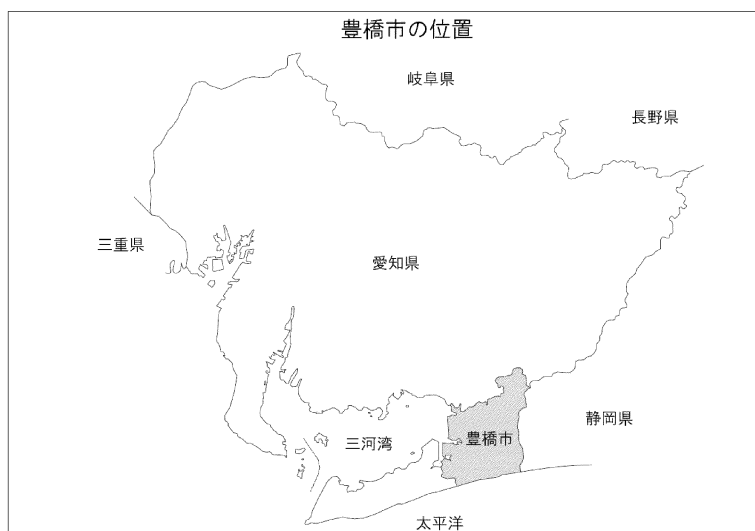 豊橋市の位置
岐阜県
長野県
三重県
愛知県
静岡県
三河湾
豊橋市
太平洋